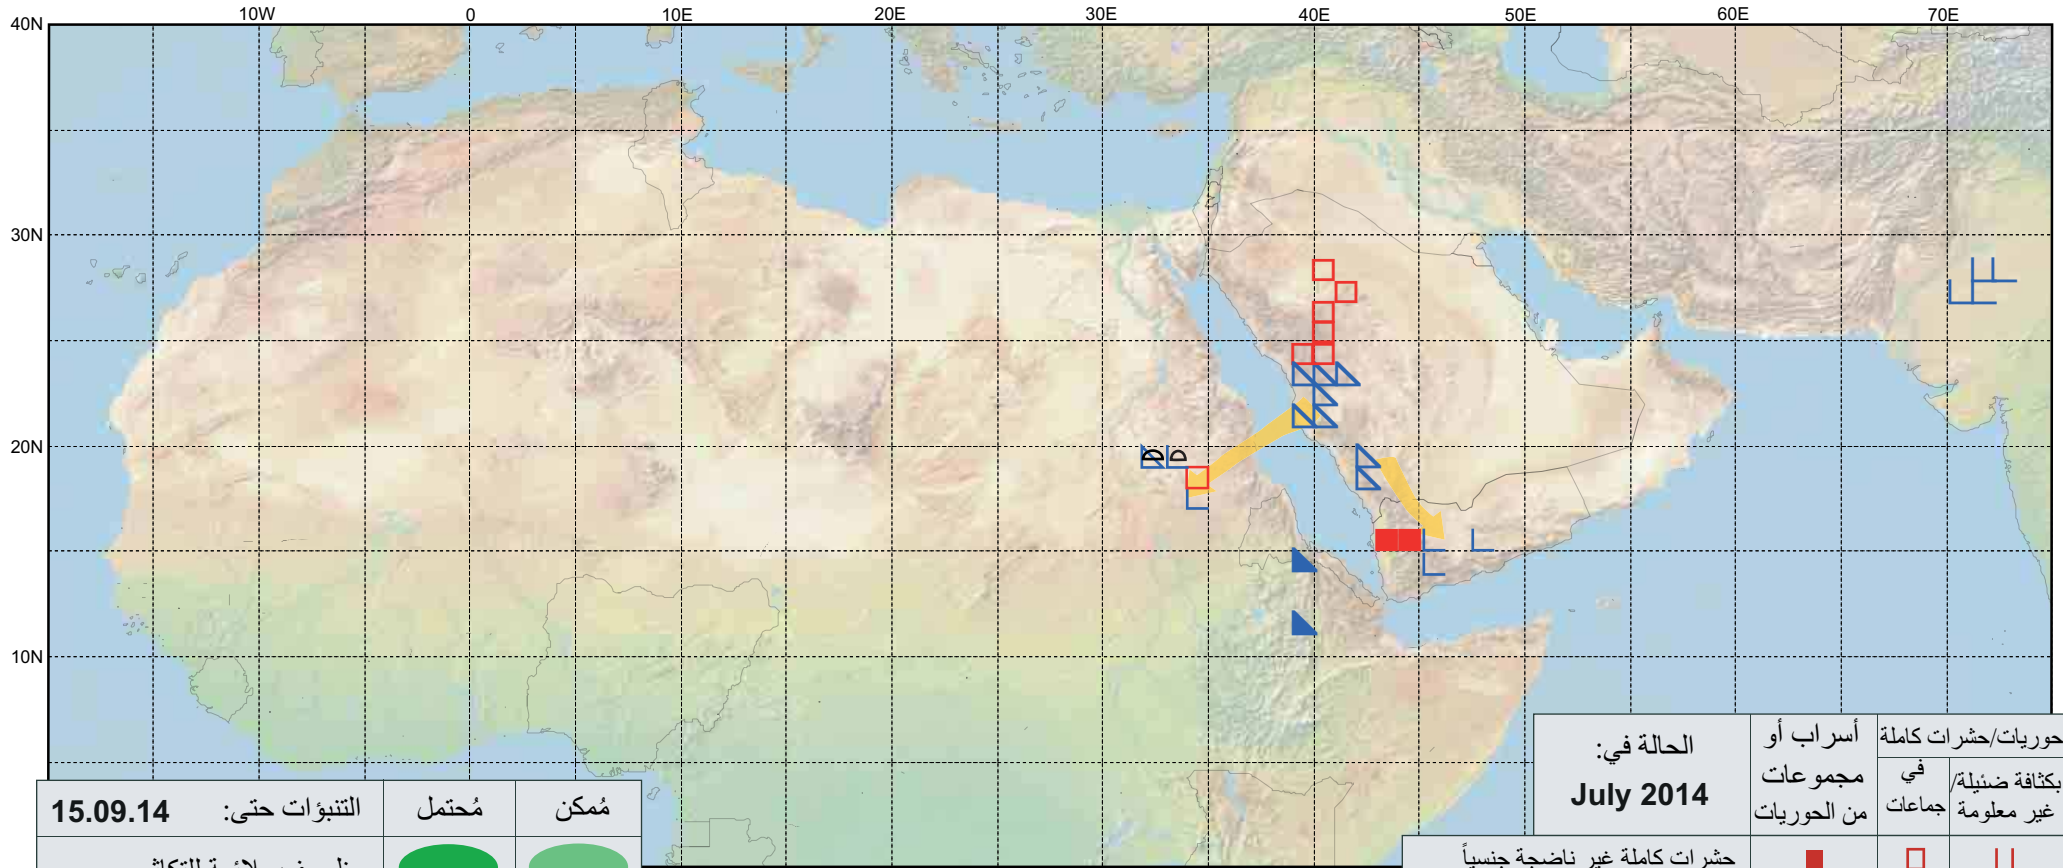 10W 0 10E 20E 30E 40E 50E 60E 70E
40N
30N
20N
10N
الحالة في:
July 2014
أسراب أو
مجموعات
من الحوريات
حوريات/حشرات كاملة
في
جماعات
بكثافة ضئيلة/
غير معلومة
حشرات كاملة غير ناضجة جنسياً
التنبؤات حتى: 15.09.14
مُحتمل
مُمكن